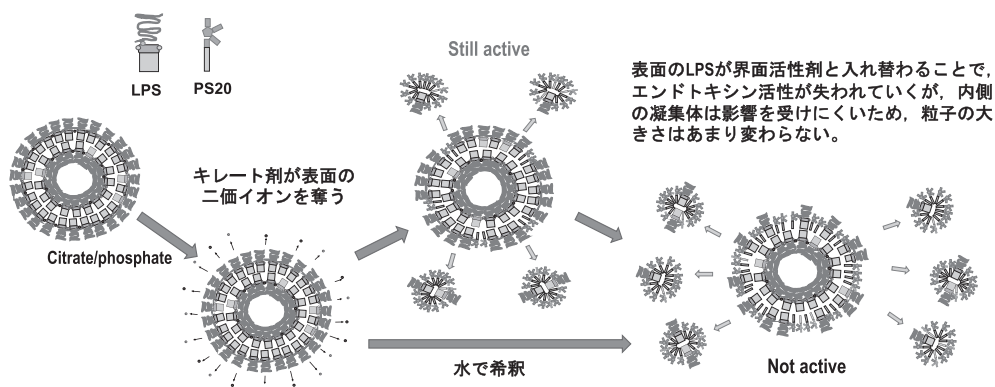 LPS
PS20
Still active
表面のLPSが界面活性剤と入れ替わることで,
エンドトキシン活性が失われていくが，内側
の凝集体は影響を受けにくいため，粒子の大
きさはあまり変わらない。
キレート剤が表面の
二価イオンを奪う
Citrate/phosphate
水で希釈
Not active